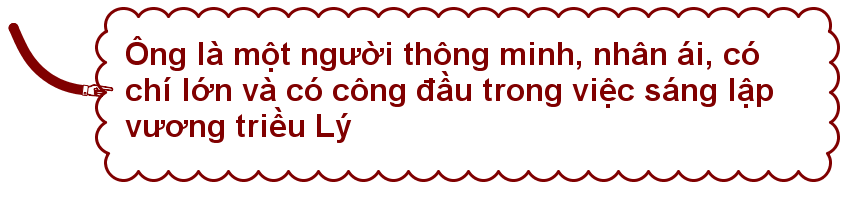 Ông là một người thông minh, nhân ái, có
chí lớn và có công đầu trong việc sáng lập
vương triều Lý